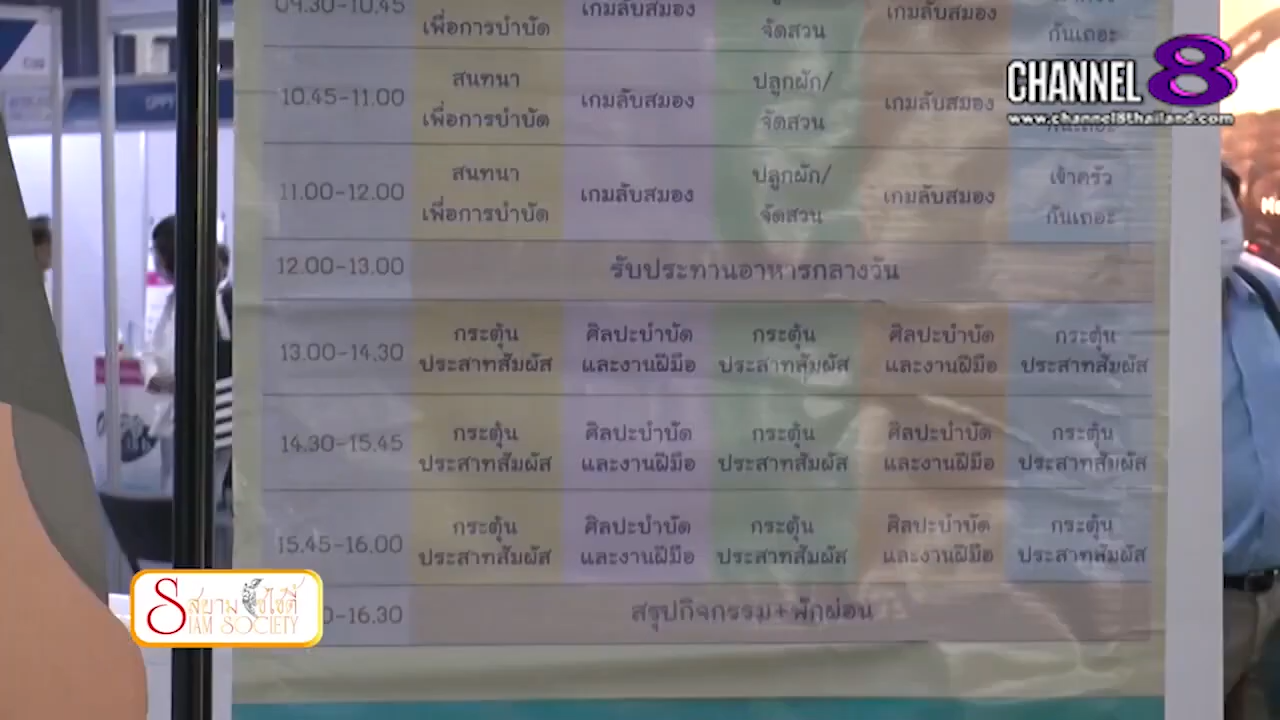 09.30-10.45 เพื่อการบำบัด เกมลับสมอง จัดสวน เกมลับสมอง กันเถอะ
CHANNEL 8
www.channel8thailand.com
สนทนา ปลูกผัก/
10.45-11.00 เกมลับสมอง เกมลับสมอง
เพื่อการบำบัด จัดสวน กันเถอะ
สนทนา ปลูกผัก/ เข้าครัว
11.00-12.00 เกมลับสมอง เกมลับสมอง
เพื่อการบำบัด จัดสวน กันเถอะ
12.00-13.00 รับประทานอาหารกลางวัน
กระตุ้น ศิลปะบำบัด กระตุ้น ศิลปะบำบัด กระตุ้น
13.00-14.30
ประสาทสัมผัส และงานฝีมือ ประสาทสัมผัส และงานฝีมือ ประสาทสัมผัส
กระตุ้น ศิลปะบำบัด กระตุ้น ศิลปะบำบัด กระตุ้น
14.30-15.45
ประสาทสัมผัส และงานฝีมือ ประสาทสัมผัส และงานฝีมือ ประสาทสัมผัส
กระตุ้น ศิลปะบำบัด กระตุ้น ศิลปะบำบัด กระตุ้น
15.45-16.00
ประสาทสัมผัส และงานฝีมือ ประสาทสัมผัส และงานฝีมือ ประสาทสัมผัส
0-16.30 สรุปกิจกรรม+พักผ่อน
สยาม โซไซตี้
SIAM SOCIETY